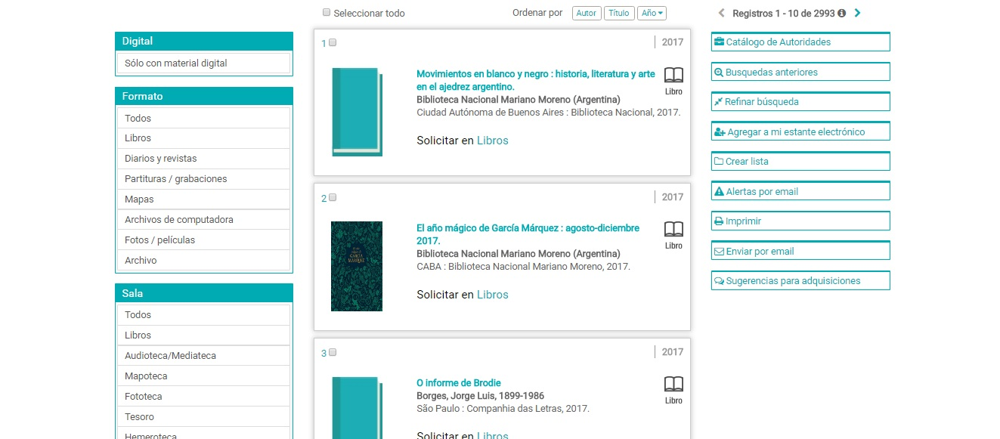 Seleccionar todo
Ordenar por Autor Título Año
Registros 1 - 10 de 2993
Digital
Sólo con material digital
Formato
Todos
Libros
Diarios y revistas
Partituras / grabaciones
Mapas
Archivos de computadora
Fotos / películas
Archivo
Sala
Todos
Libros
Audioteca/Mediateca
Mapoteca
Fototeca
Tesoro
Hemeroteca
1
2017
Movimientos en blanco y negro : historia, literatura y arte
en el ajedrez argentino.
Biblioteca Nacional Mariano Moreno (Argentina)
Ciudad Autónoma de Buenos Aires : Biblioteca Nacional, 2017.
Libro
Solicitar en Libros
2
2017
El año mágico de García Márquez : agosto-diciembre
2017.
Biblioteca Nacional Mariano Moreno (Argentina)
CABA : Biblioteca Nacional Mariano Moreno, 2017.
Libro
Solicitar en Libros
El año
mágico de
GARCÍA
MÁRQUEZ
3
2017
O informe de Brodie
Borges, Jorge Luis, 1899-1986
São Paulo : Companhia das Letras, 2017.
Libro
Solicitar en Libros
Catálogo de Autoridades
Busquedas anteriores
Refinar búsqueda
Agregar a mi estante electrónico
Crear lista
Alertas por email
Imprimir
Enviar por email
Sugerencias para adquisiciones